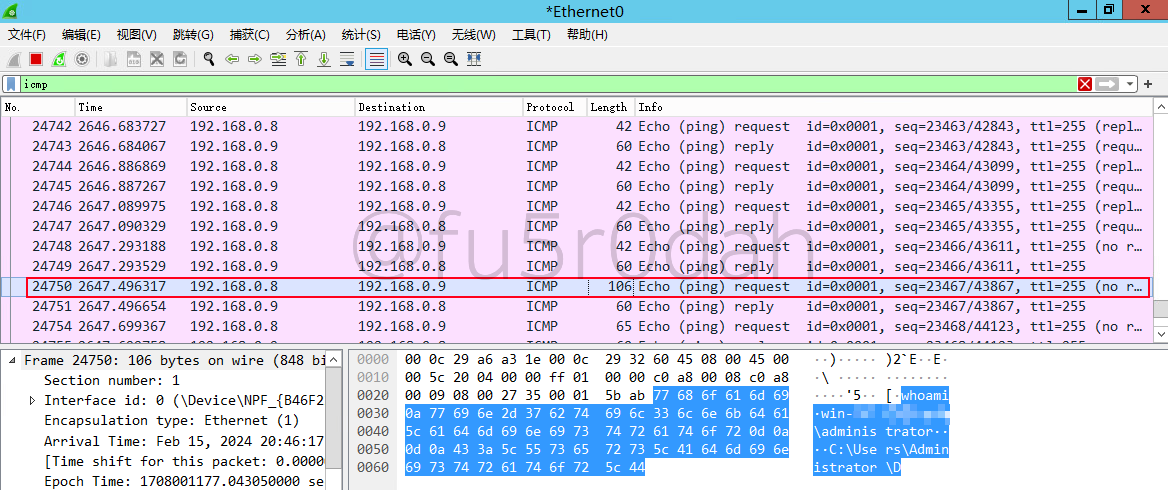 *Ethernet0
文件(F) 编辑(E) 视图(V) 跳转(G) 捕获(C) 分析(A) 统计(S) 电话(Y) 无线(W) 工具(T) 帮助(H)
icmp
No. Time Source Destination Protocol Length Info
24742 2646.683727 192.168.0.8 192.168.0.9 ICMP 42 Echo (ping) request id=0x0001, seq=23463/42843, ttl=255 (repl…
24743 2646.684067 192.168.0.9 192.168.0.8 ICMP 60 Echo (ping) reply id=0x0001, seq=23463/42843, ttl=255 (requ…
24744 2646.886869 192.168.0.8 192.168.0.9 ICMP 42 Echo (ping) request id=0x0001, seq=23464/43099, ttl=255 (repl…
24745 2646.887267 192.168.0.9 192.168.0.8 ICMP 60 Echo (ping) reply id=0x0001, seq=23464/43099, ttl=255 (requ…
24746 2647.089975 192.168.0.8 192.168.0.9 ICMP 42 Echo (ping) request id=0x0001, seq=23465/43355, ttl=255 (repl…
24747 2647.090329 192.168.0.9 192.168.0.8 ICMP 60 Echo (ping) reply id=0x0001, seq=23465/43355, ttl=255 (requ…
24748 2647.293188 192.168.0.8 192.168.0.9 ICMP 42 Echo (ping) request id=0x0001, seq=23466/43611, ttl=255 (no r…
24749 2647.293529 192.168.0.9 192.168.0.8 ICMP 60 Echo (ping) reply id=0x0001, seq=23466/43611, ttl=255
24750 2647.496317 192.168.0.8 192.168.0.9 ICMP 106 Echo (ping) request id=0x0001, seq=23467/43867, ttl=255 (no r…
24751 2647.496654 192.168.0.9 192.168.0.8 ICMP 60 Echo (ping) reply id=0x0001, seq=23467/43867, ttl=255
24754 2647.699367 192.168.0.8 192.168.0.9 ICMP 65 Echo (ping) request id=0x0001, seq=23468/44123, ttl=255 (no r…
@fu5r0dah
Frame 24750: 106 bytes on wire (848 bi
Section number: 1
Interface id: 0 (\Device\NPF_{B46F2
Encapsulation type: Ethernet (1)
Arrival Time: Feb 15, 2024 20:46:17
[Time shift for this packet: 0.0000
Epoch Time: 1708001177.043050000 se
0000 00 0c 29 a6 a3 1e 00 0c 29 32 60 45 08 00 45 00 ··)····· )2`E··E·
0010 00 5c 20 04 00 00 ff 01 00 00 c0 a8 00 08 c0 a8 ·\ ····· ········
0020 00 09 08 00 27 35 00 01 5b ab 77 68 6f 61 6d 69 ····'5·· [·whoami
0030 0a 77 69 6e 2d 37 62 74 69 6c 33 6c 6e 6b 64 61 ·win-
0040 5c 61 64 6d 69 6e 69 73 74 72 61 74 6f 72 0d 0a \adminis trator··
0050 0d 0a 43 3a 5c 55 73 65 72 73 5c 41 64 6d 69 6e ··C:\Use rs\Admin
0060 69 73 74 72 61 74 6f 72 5c 44 istrator \D